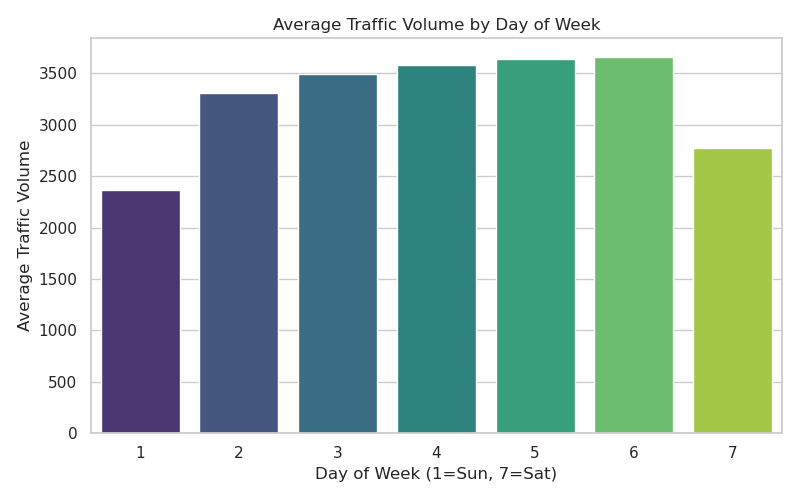 Average Traffic Volume by Day of Week
Average Traffic Volume
3500
3000
2500
2000
1500
1000
500
0
1 2 3 4 5 6 7
Day of Week (1=Sun, 7=Sat)